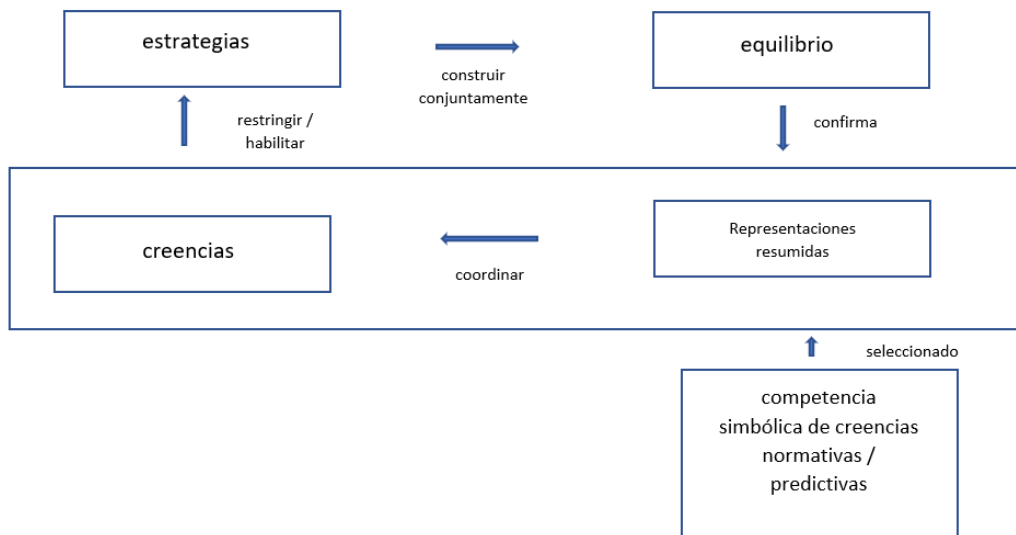 estrategias
equilibrio
construir
conjuntamente
restringir /
habilitar
confirma
creencias
coordinar
Representaciones
resumidas
seleccionado
competencia
simbólica de creencias
normativas /
predictivas